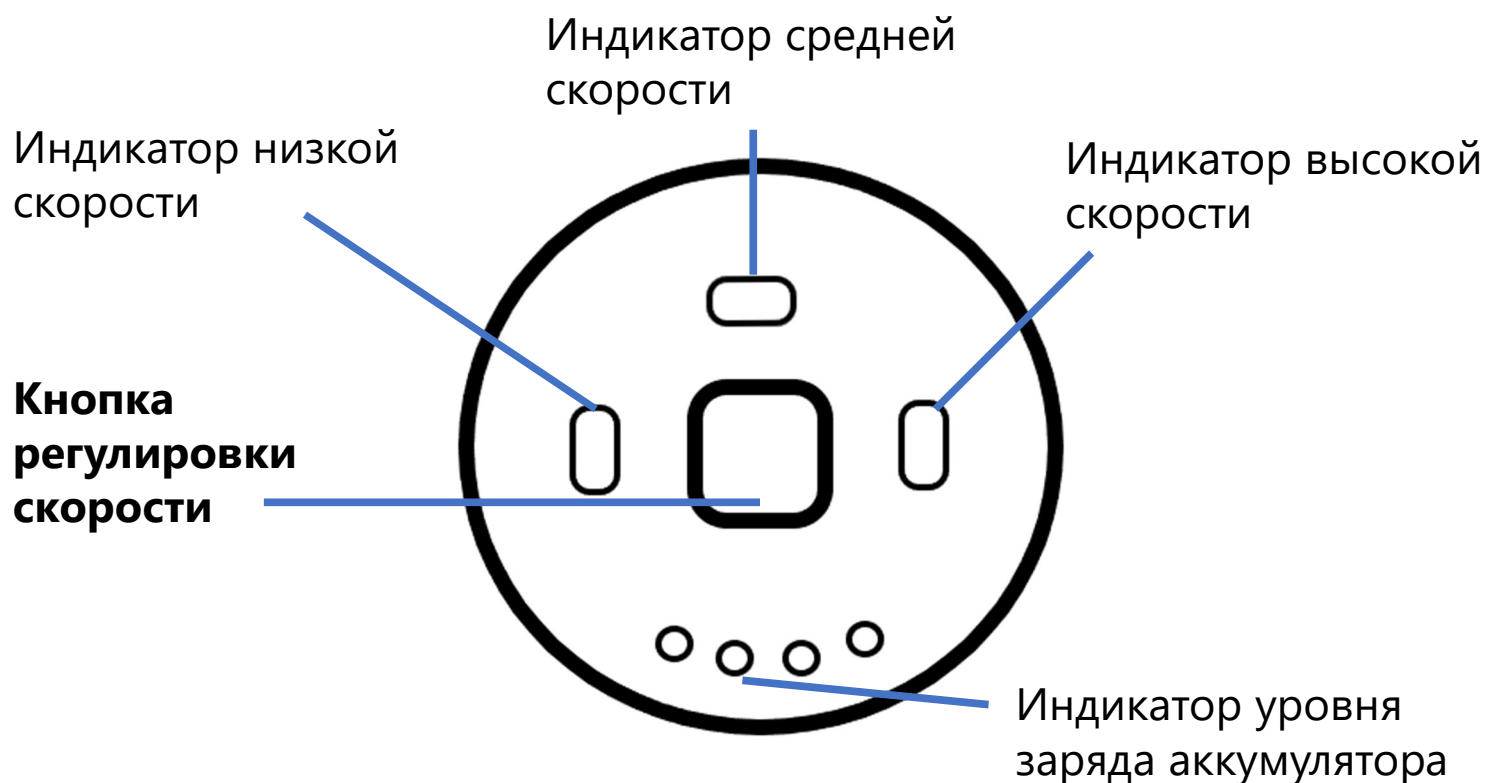 Индикатор средней
скорости
Индикатор низкой
скорости
Индикатор высокой
скорости
Кнопка
регулировки
скорости
Индикатор уровня
заряда аккумулятора